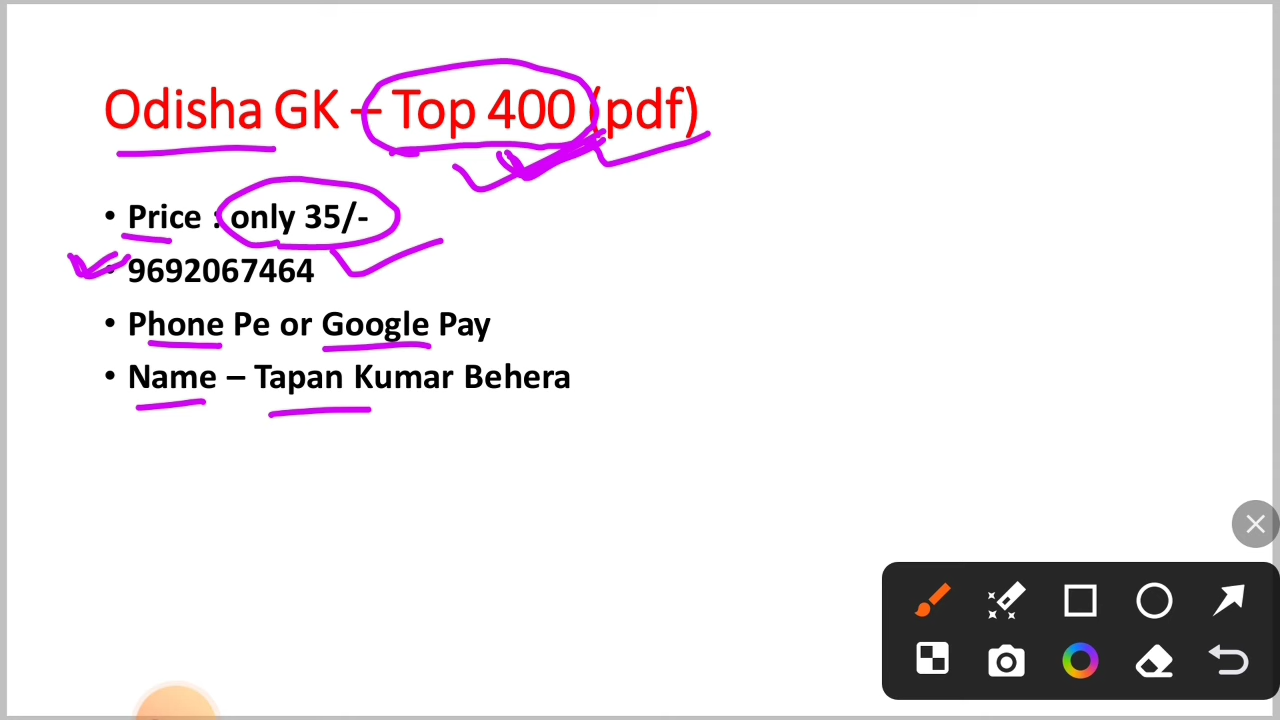 Odisha GK – Top 400 (pdf)
• Price : only 35/-
• 9692067464
• Phone Pe or Google Pay
• Name – Tapan Kumar Behera